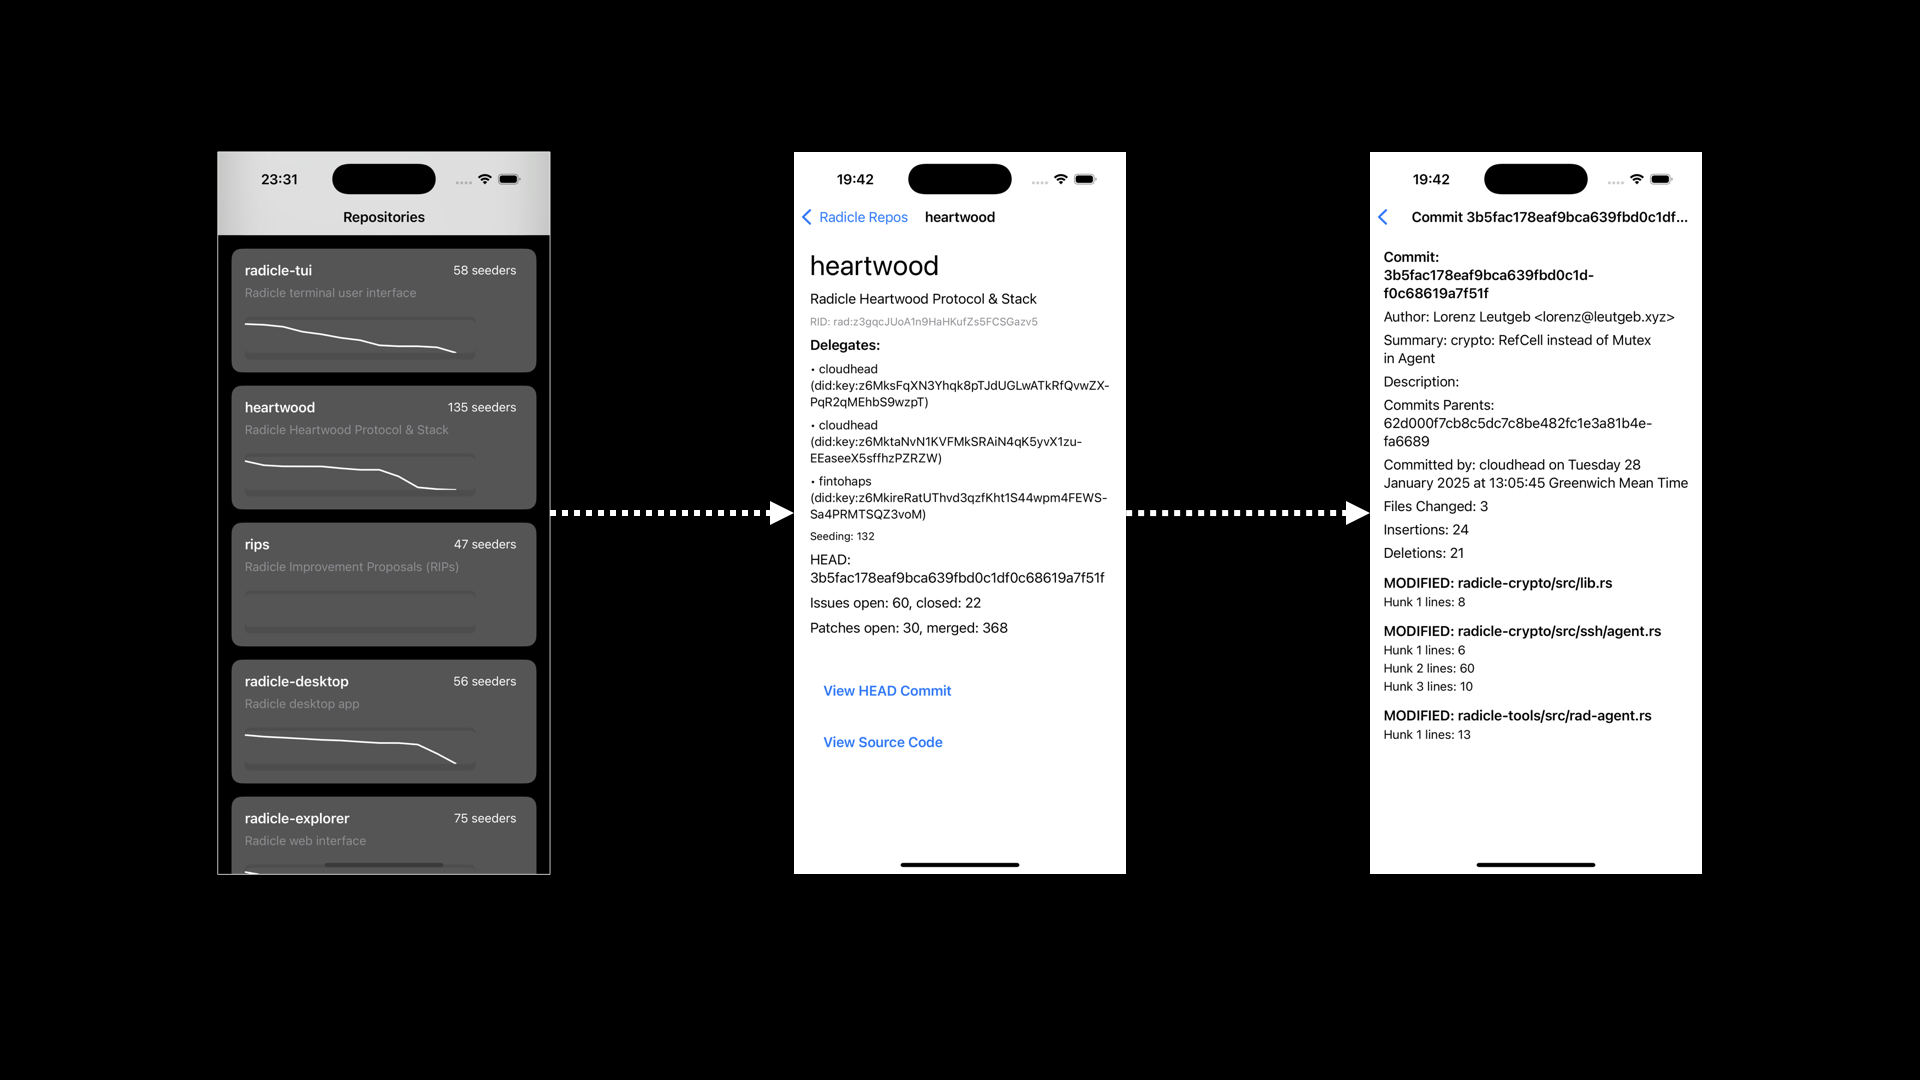 23:31
Repositories
radicle-tui
58 seeders
Radicle terminal user interface
heartwood
135 seeders
Radicle Heartwood Protocol & Stack
rips
47 seeders
Radicle Improvement Proposals (RIPs)
radicle-desktop
56 seeders
Radicle desktop app
radicle-explorer
75 seeders
Radicle web interface
19:42
Radicle Repos
heartwood
heartwood
Radicle Heartwood Protocol & Stack
RID: rad:z3gqcJUoA1n9HaHKufZs5FCSGazv5
Delegates:
• cloudhead
(did:key:z6MksFqXN3Yhqk8pTJdUGLwATkRfQvwZX-
PqR2qMEhbS9wzpT)
• cloudhead
(did:key:z6MktaNvN1KVFMkSRAiN4qK5yvX1zu-
EEaseeX5sffhzPZRZW)
• fintohaps
(did:key:z6MkireRatUThvd3qzfKht1S44wpm4FEWS-
Sa4PRMTSQZ3voM)
Seeding: 132
HEAD:
3b5fac178eaf9bca639fbd0c1df0c68619a7f51f
Issues open: 60, closed: 22
Patches open: 30, merged: 368
View HEAD Commit
View Source Code
19:42
Commit 3b5fac178eaf9bca639fbd0c1df...
Commit:
3b5fac178eaf9bca639fbd0c1d-
f0c68619a7f51f
Author: Lorenz Leutgeb <lorenz@leutgeb.xyz>
Summary: crypto: RefCell instead of Mutex
in Agent
Description:
Commits Parents:
62d000f7cb8c5dc7c8be482fc1e3a81b4e-
fa6689
Committed by: cloudhead on Tuesday 28
January 2025 at 13:05:45 Greenwich Mean Time
Files Changed: 3
Insertions: 24
Deletions: 21
MODIFIED: radicle-crypto/src/lib.rs
Hunk 1 lines: 8
MODIFIED: radicle-crypto/src/ssh/agent.rs
Hunk 1 lines: 6
Hunk 2 lines: 60
Hunk 3 lines: 10
MODIFIED: radicle-tools/src/rad-agent.rs
Hunk 1 lines: 13